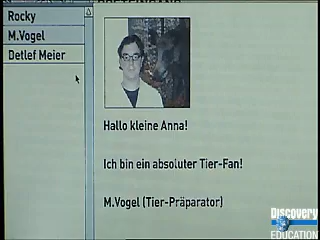 Rocky
M.Vogel
Detlef Meier
Hallo kleine Anna!
Ich bin ein absoluter Tier-Fan!
M.Vogel (Tier-Präparator)
Discovery
EDUCATION